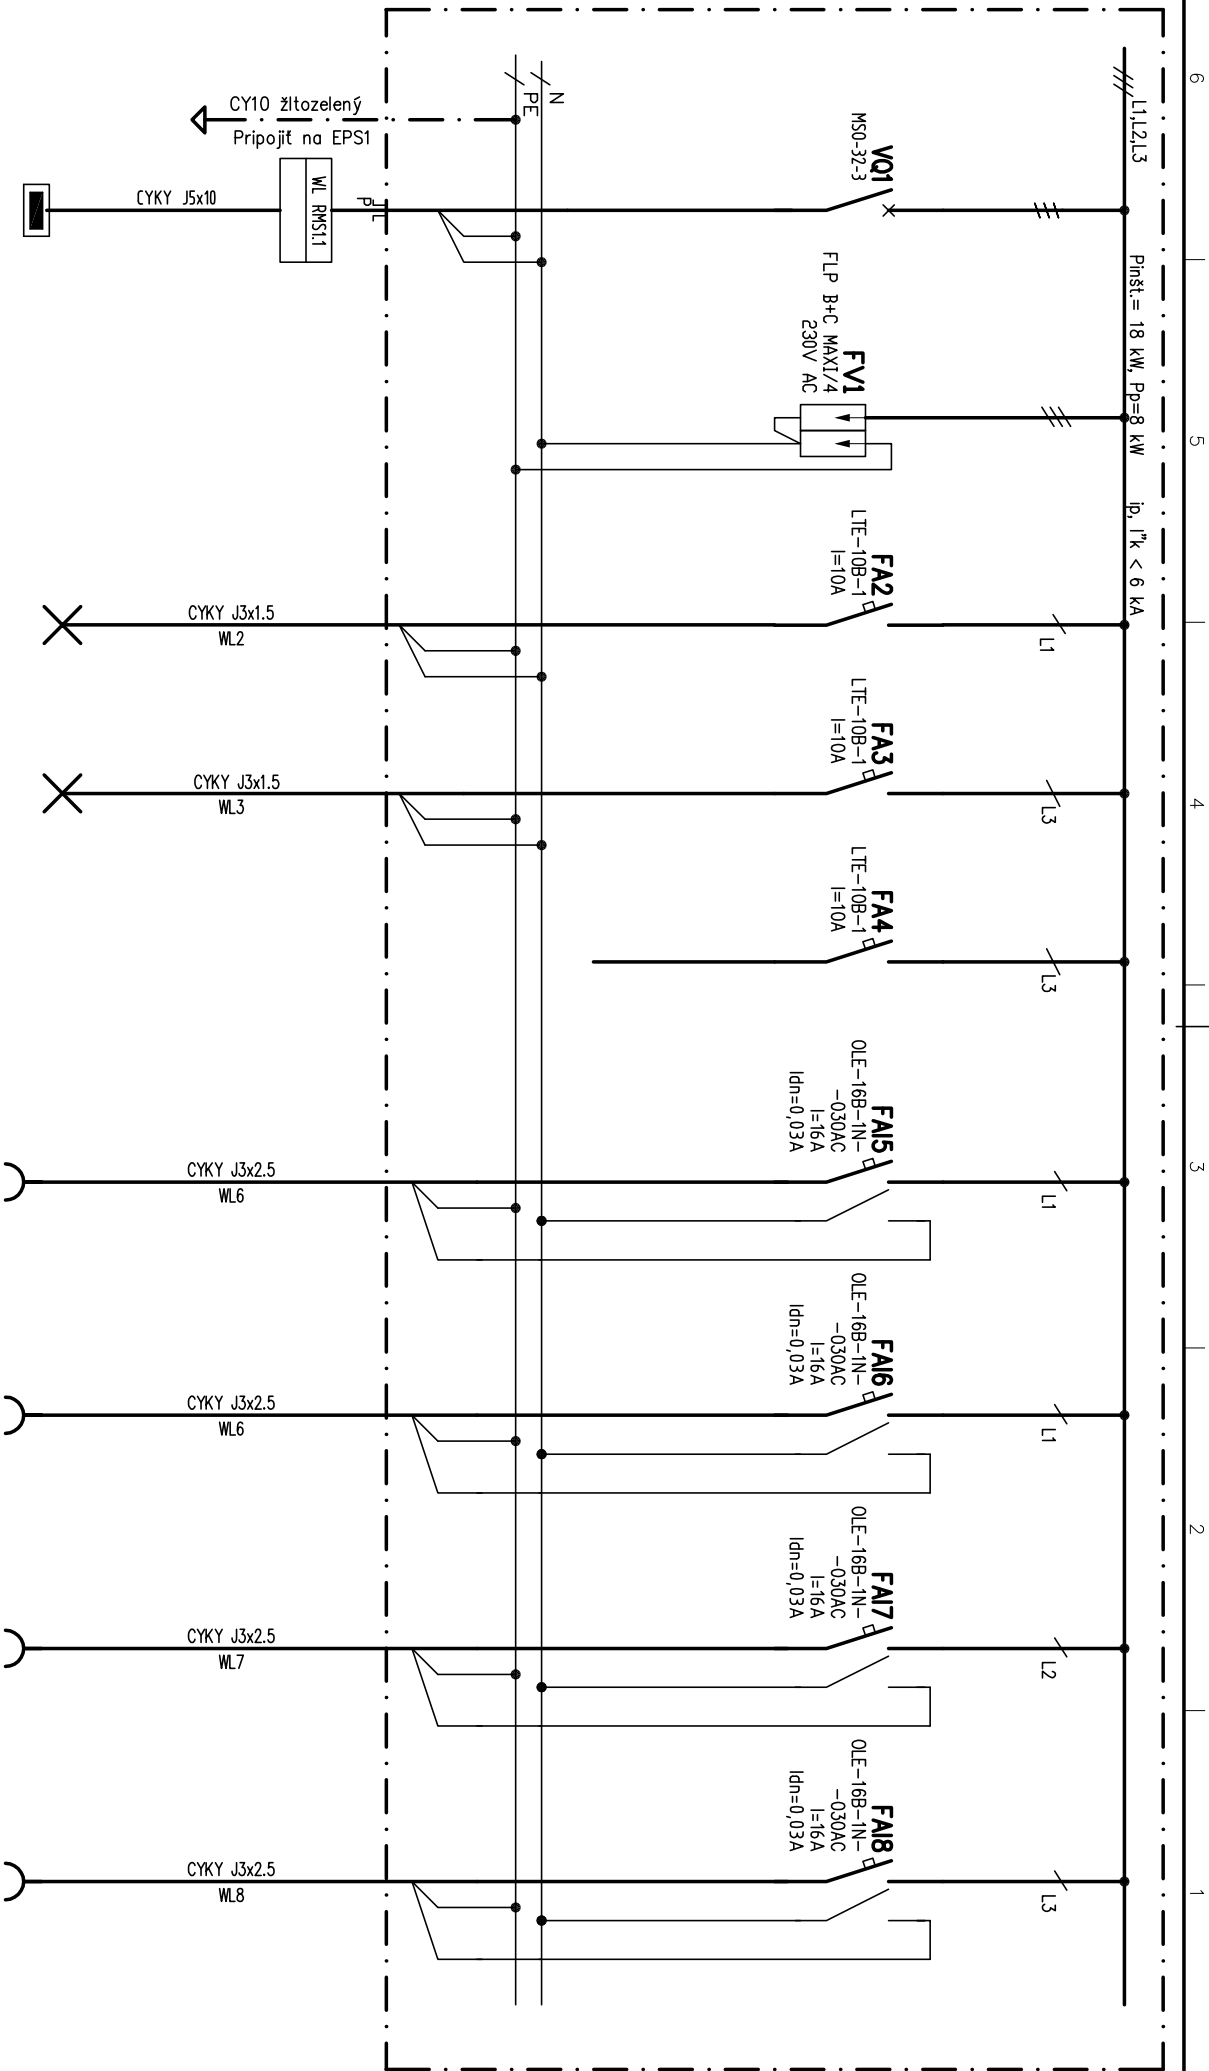 6
5
4
3
2
1
L1,L2,L3
Pinšt.= 18 kW, Pp=8 kW
ip, I"k < 6 kA
N
PE
CY10 žltozelený
Pripojiť na EPS1
VQ1
MSO-32-3
WL RMS1.1
CYKY J5x10
FV1
FLP B+C MAXI/4
230V AC
FA2
LTE-10B-1
I=10A
L1
CYKY J3x1.5
WL2
FA3
LTE-10B-1
I=10A
L3
CYKY J3x1.5
WL3
FA4
LTE-10B-1
I=10A
L3
FAI5
OLE-16B-1N-
-030AC
I=16A
Idn=0,03A
L1
CYKY J3x2.5
WL6
FAI6
OLE-16B-1N-
-030AC
I=16A
Idn=0,03A
L1
CYKY J3x2.5
WL6
FAI7
OLE-16B-1N-
-030AC
I=16A
Idn=0,03A
L2
CYKY J3x2.5
WL7
FAI8
OLE-16B-1N-
-030AC
I=16A
Idn=0,03A
L3
CYKY J3x2.5
WL8